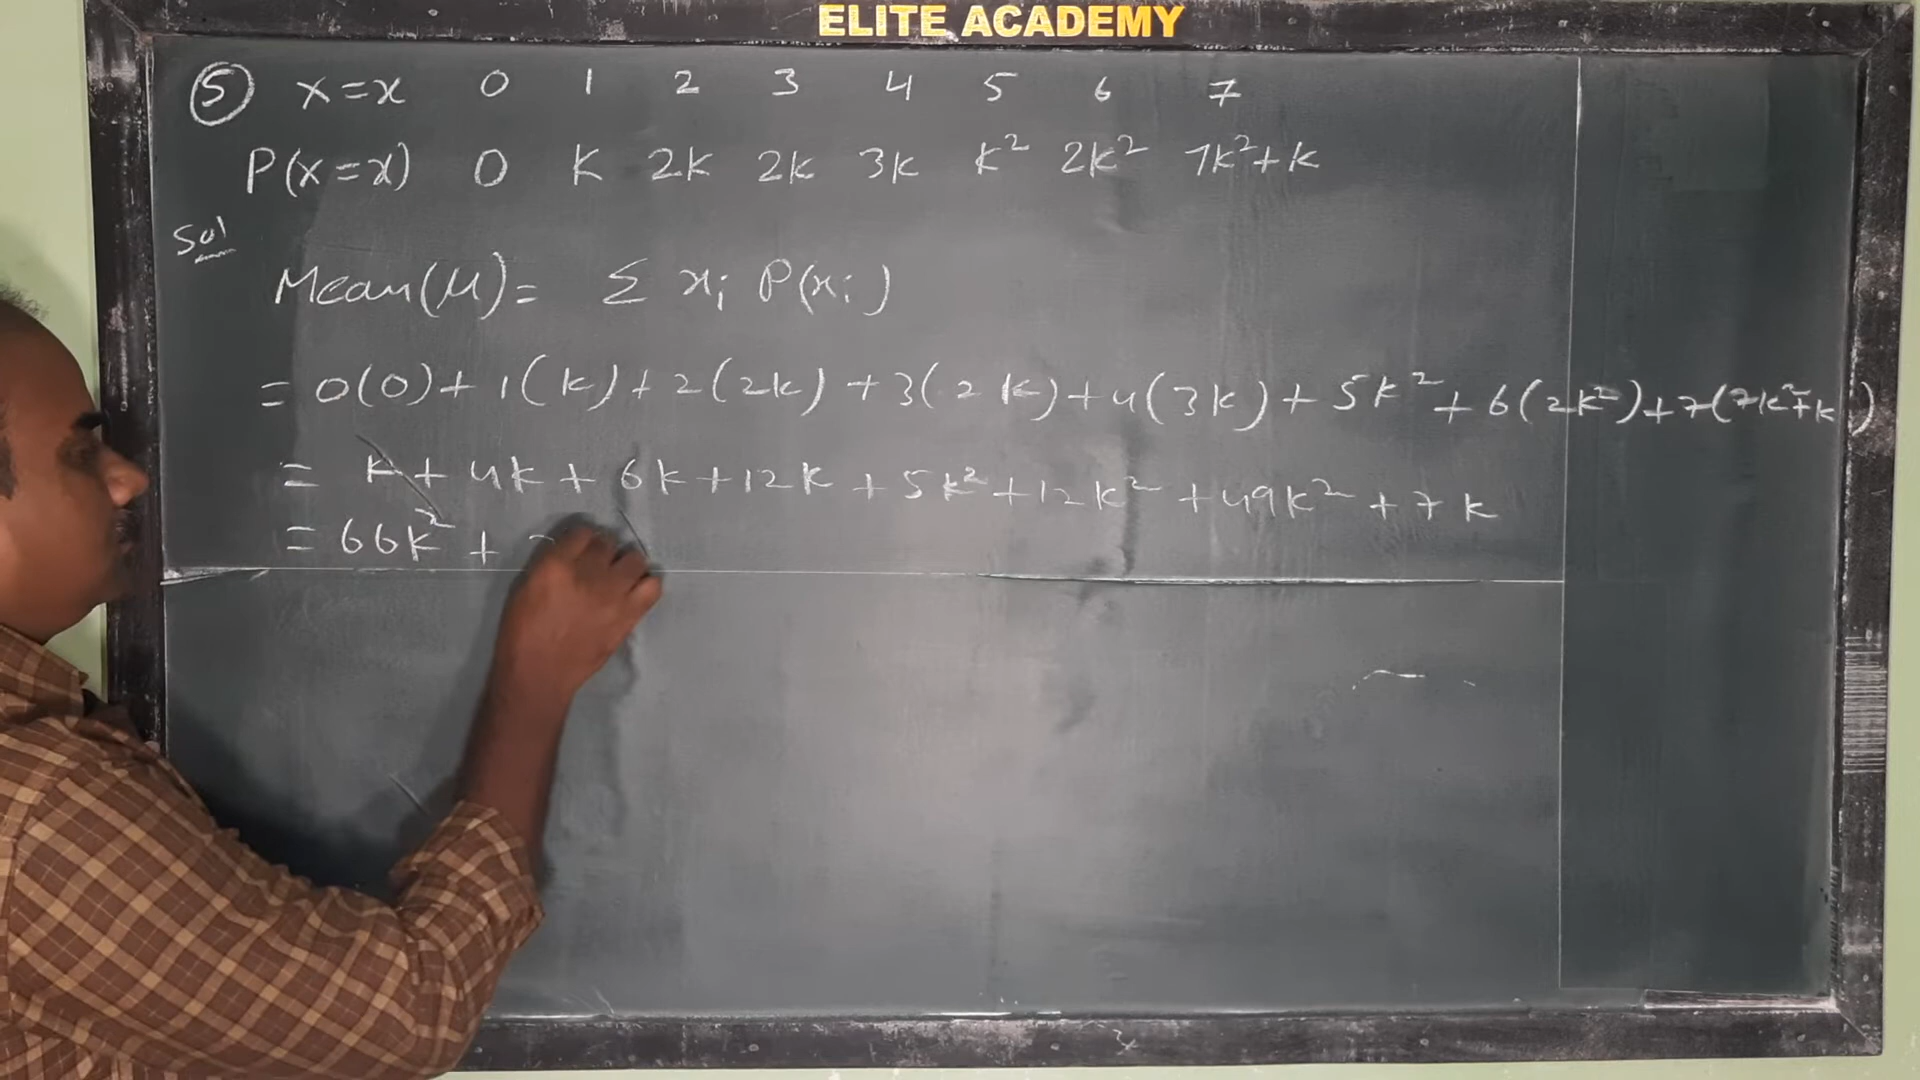 ELITE ACADEMY
⑤ X=x 0 1 2 3 4 5 6 7
P(X=x) 0 K 2K 2K 3K K² 2K² 7K²+K
Sol
Mean(μ)= Σ xᵢ P(xᵢ)
= 0(0)+1(K)+2(2K)+3(2K)+4(3K)+5K²+6(2K²)+7(7K²+K)
= K+4K+6K+12K+5K²+12K²+49K²+7K
= 66K²+